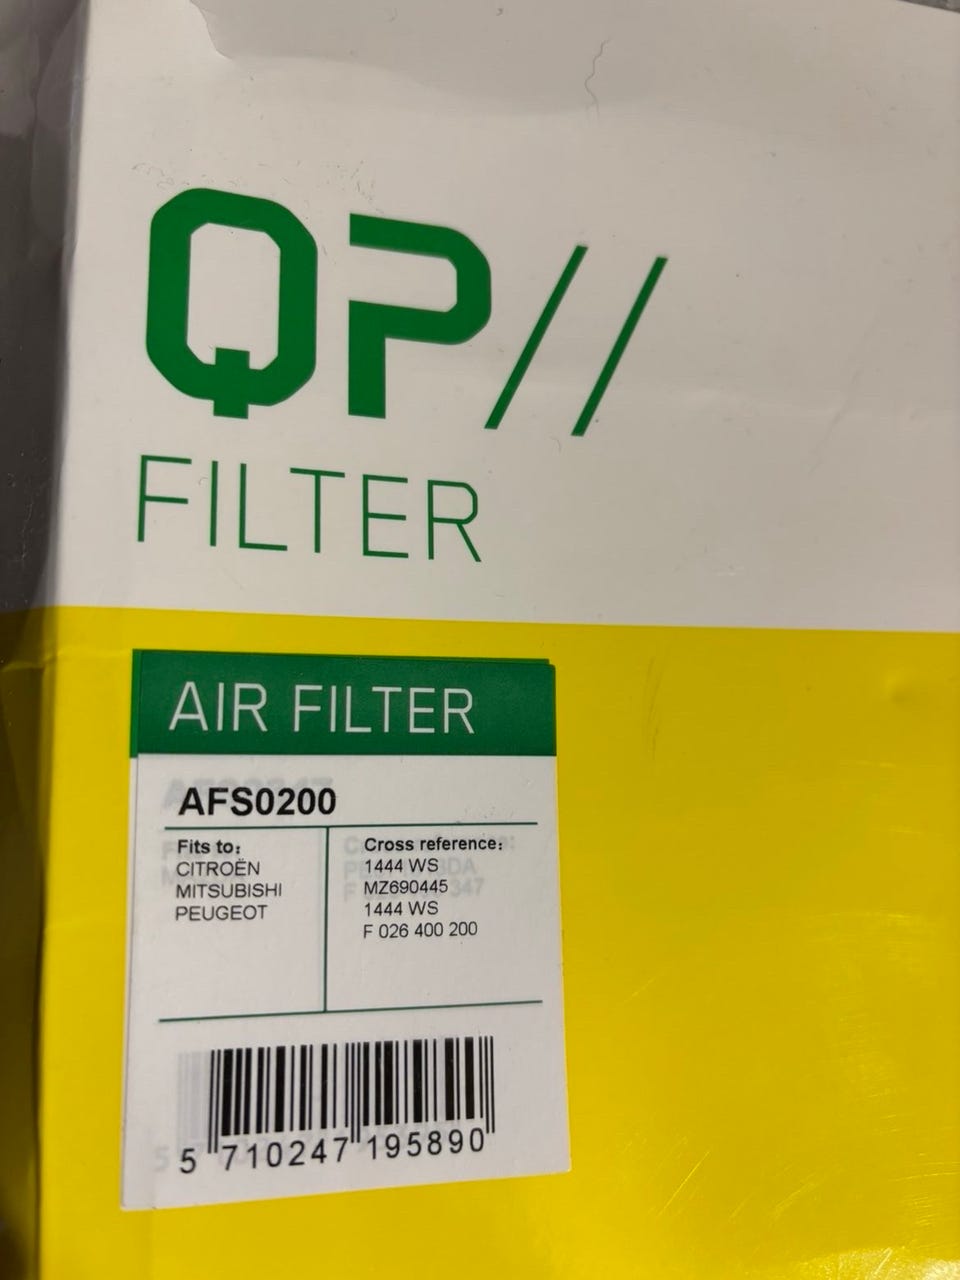 QP//
FILTER
AIR FILTER
AFS0200
Fits to:
CITROËN
MITSUBISHI
PEUGEOT
Cross reference:
1444 WS
MZ690445
1444 WS
F 026 400 200
5 710247 195890